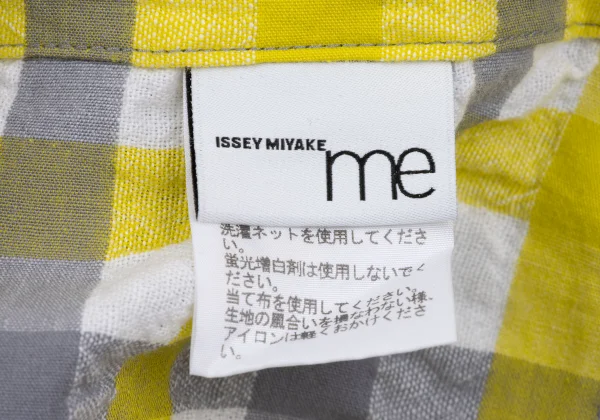 ISSEY MIYAKE me
洗濯ネットを使用してくださ
い。
蛍光増白剤は使用しないでく
ださい。
当て布を使用してください。
生地の風合いを損なわない様、
アイロンは軽くおかけくださ
い。